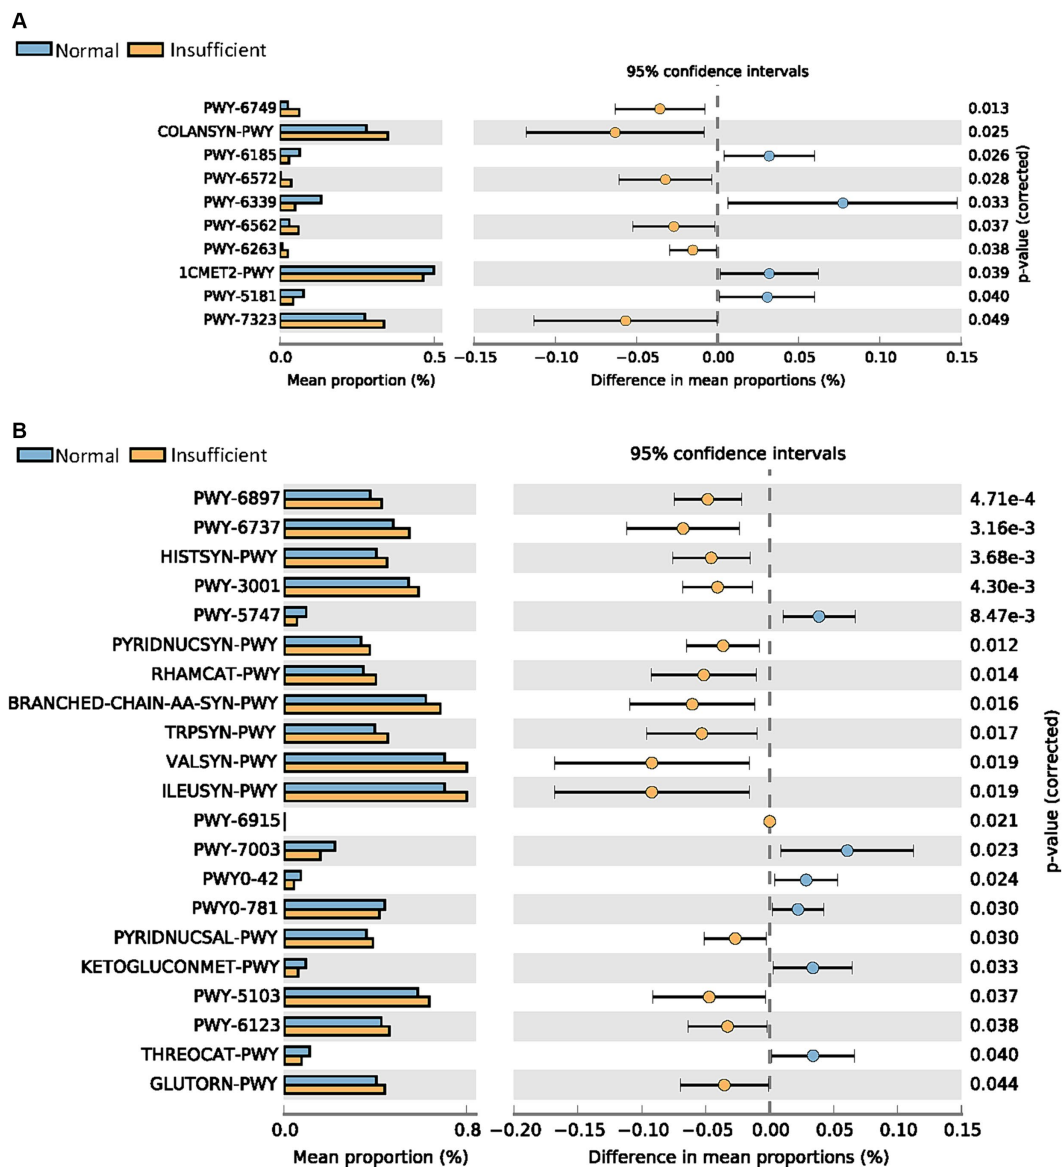 A
Normal Insufficient
95% confidence intervals
PWY-6749 0.013
COLANSYN-PWY 0.025
PWY-6185 0.026
PWY-6572 0.028
PWY-6339 0.033
PWY-6562 0.037
PWY-6263 0.038
1CMET2-PWY 0.039
PWY-5181 0.040
PWY-7323 0.049
p-value (corrected)
0.0 0.5 −0.15 −0.10 −0.05 0.00 0.05 0.10 0.15
Mean proportion (%) Difference in mean proportions (%)
B
Normal Insufficient
95% confidence intervals
PWY-6897 4.71e-4
PWY-6737 3.16e-3
HISTSYN-PWY 3.68e-3
PWY-3001 4.30e-3
PWY-5747 8.47e-3
PYRIDNUCSYN-PWY 0.012
RHAMCAT-PWY 0.014
BRANCHED-CHAIN-AA-SYN-PWY 0.016
TRPSYN-PWY 0.017
VALSYN-PWY 0.019
ILEUSYN-PWY 0.019
PWY-6915 0.021
PWY-7003 0.023
PWY0-42 0.024
PWY0-781 0.030
PYRIDNUCSAL-PWY 0.030
KETOGLUCONMET-PWY 0.033
PWY-5103 0.037
PWY-6123 0.038
THREOCAT-PWY 0.040
GLUTORN-PWY 0.044
p-value (corrected)
0.0 0.8 −0.20 −0.15 −0.10 −0.05 0.00 0.05 0.10 0.15
Mean proportion (%) Difference in mean proportions (%)